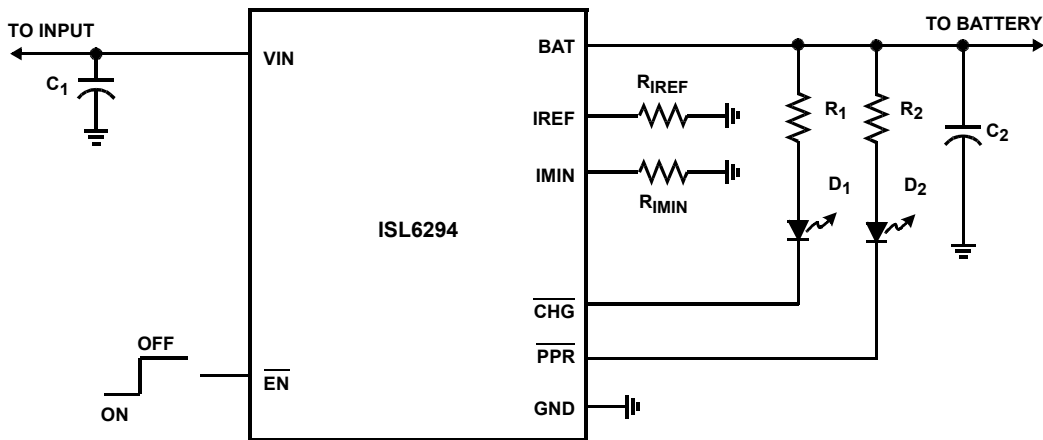 TO INPUT
TO BATTERY
C1
VIN
BAT
RIREF
IREF
R1
R2
C2
IMIN
RIMIN
D1
D2
ISL6294
CHG
OFF
PPR
EN
ON
GND